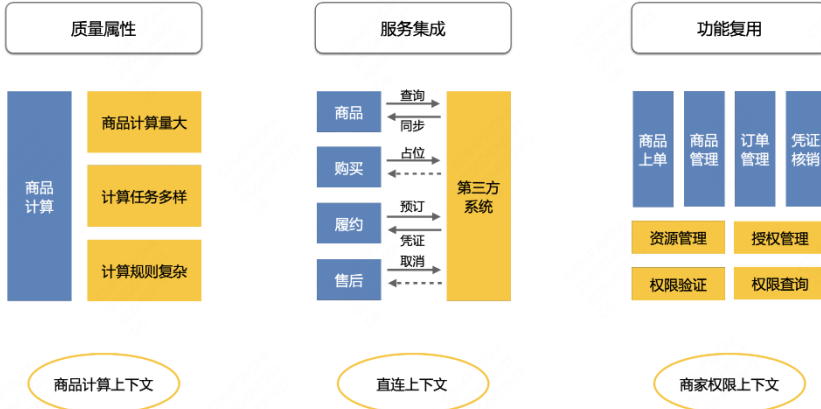 质量属性
服务集成
功能复用
商品
计算
商品计算量大
计算任务多样
计算规则复杂
商品
购买
履约
售后
查询
同步
占位
预订
凭证
取消
第三方
系统
商品
上单
商品
管理
订单
管理
凭证
核销
资源管理
授权管理
权限验证
权限查询
商品计算上下文
直连上下文
商家权限上下文